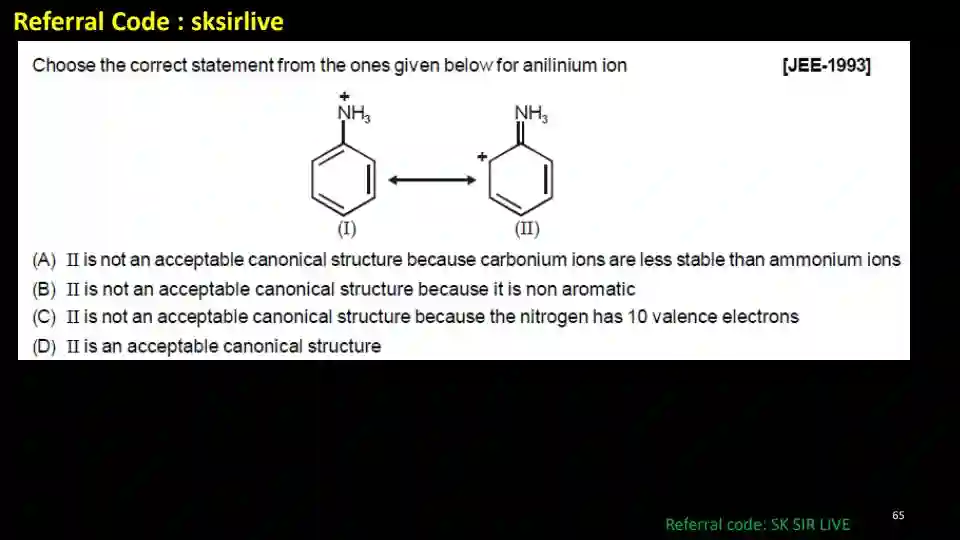 Referral Code : sksirlive
Choose the correct statement from the ones given below for anilinium ion [JEE-1993]
+
NH3 NH3
+
(I) (II)
(A) II is not an acceptable canonical structure because carbonium ions are less stable than ammonium ions
(B) II is not an acceptable canonical structure because it is non aromatic
(C) II is not an acceptable canonical structure because the nitrogen has 10 valence electrons
(D) II is an acceptable canonical structure
65
Referral code: SK SIR LIVE